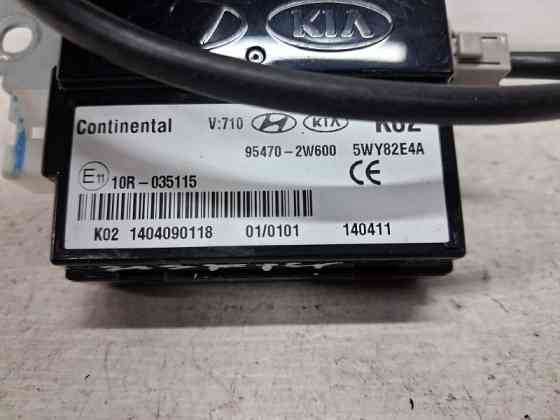 KIA
Continental V:710 KIA K02
95470-2W600 5WY82E4A
E11 10R-035115 CE
K02 1404090118 01/0101 140411